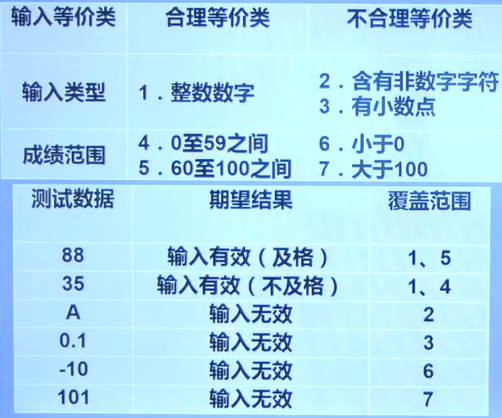 输入等价类 合理等价类 不合理等价类
输入类型 1．整数数字 2．含有非数字字符
3．有小数点
成绩范围 4．0至59之间 6．小于0
5．60至100之间 7．大于100
测试数据 期望结果 覆盖范围
88 输入有效（及格） 1、5
35 输入有效（不及格） 1、4
A 输入无效 2
0.1 输入无效 3
-10 输入无效 6
101 输入无效 7